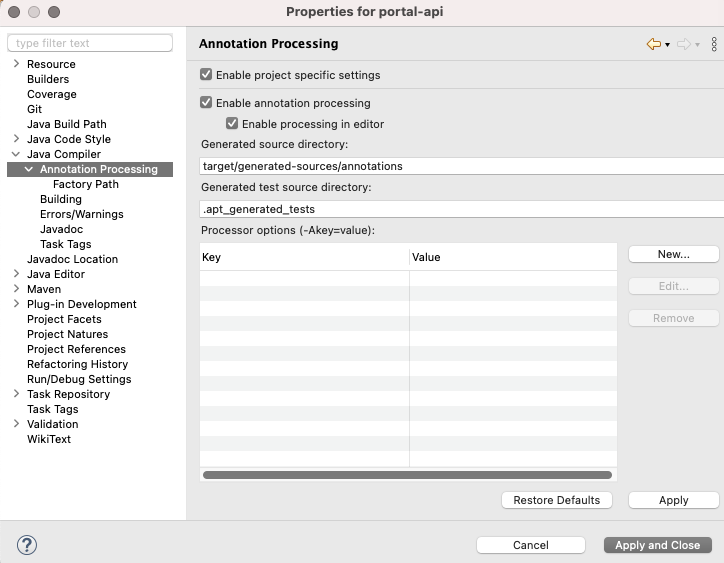 Properties for portal-api
type filter text
Resource
Builders
Coverage
Git
Java Build Path
Java Code Style
Java Compiler
Annotation Processing
Factory Path
Building
Errors/Warnings
Javadoc
Task Tags
Javadoc Location
Java Editor
Maven
Plug-in Development
Project Facets
Project Natures
Project References
Refactoring History
Run/Debug Settings
Task Repository
Task Tags
Validation
WikiText
Annotation Processing
Enable project specific settings
Enable annotation processing
Enable processing in editor
Generated source directory:
target/generated-sources/annotations
Generated test source directory:
.apt_generated_tests
Processor options (-Akey=value):
Key Value
New...
Edit...
Remove
Restore Defaults Apply
? Cancel Apply and Close